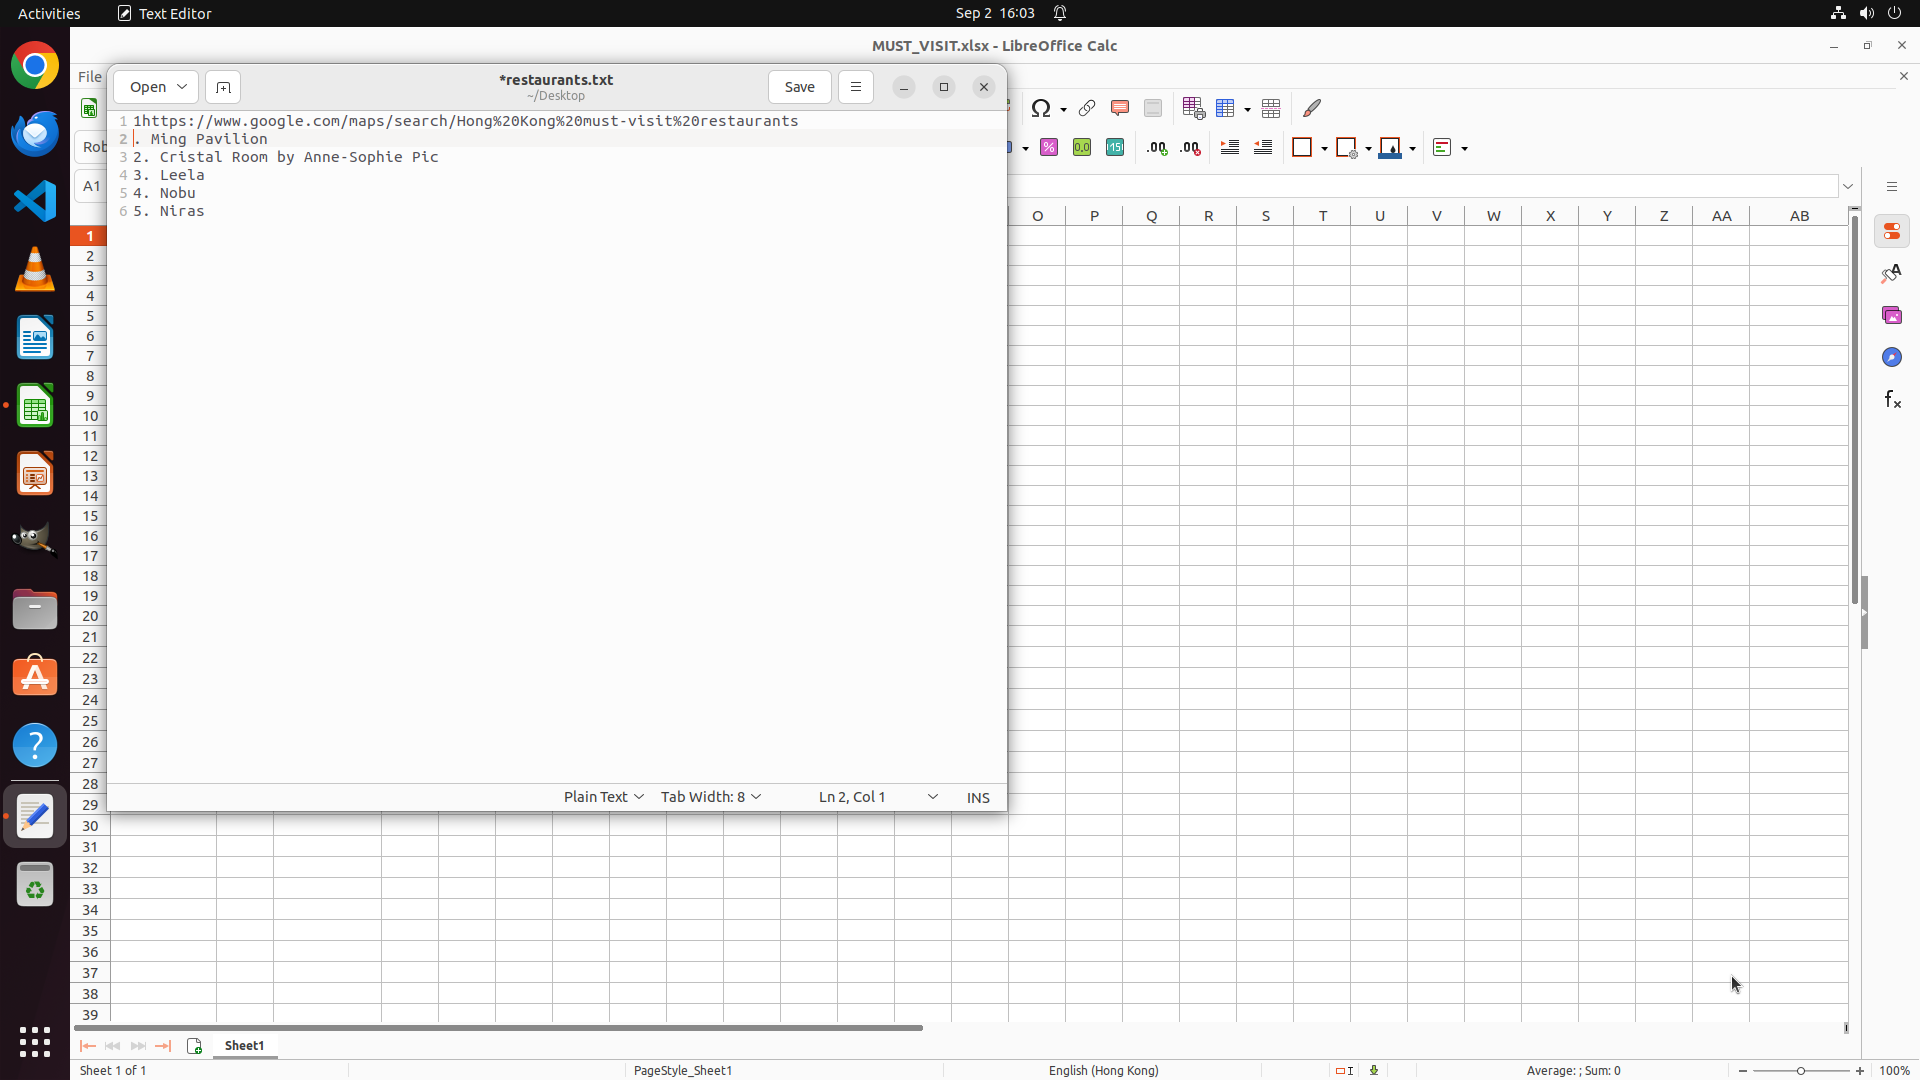 Activities
Text Editor
Sep 2 16:03
MUST_VISIT.xlsx - LibreOffice Calc
File
Open
*restaurants.txt
~/Desktop
Save
1 1https://www.google.com/maps/search/Hong%20Kong%20must-visit%20restaurants
2 . Ming Pavilion
3 2. Cristal Room by Anne-Sophie Pic
4 3. Leela
5 4. Nobu
6 5. Niras
Rob
A1
O P Q R S T U V W X Y Z AA AB
1
2
3
4
5
6
7
8
9
10
11
12
13
14
15
16
17
18
19
20
21
22
23
24
25
26
27
28
29
30
31
32
33
34
35
36
37
38
39
Plain Text
Tab Width: 8
Ln 2, Col 1
INS
Sheet1
Sheet 1 of 1
PageStyle_Sheet1
English (Hong Kong)
Average: ; Sum: 0
100%